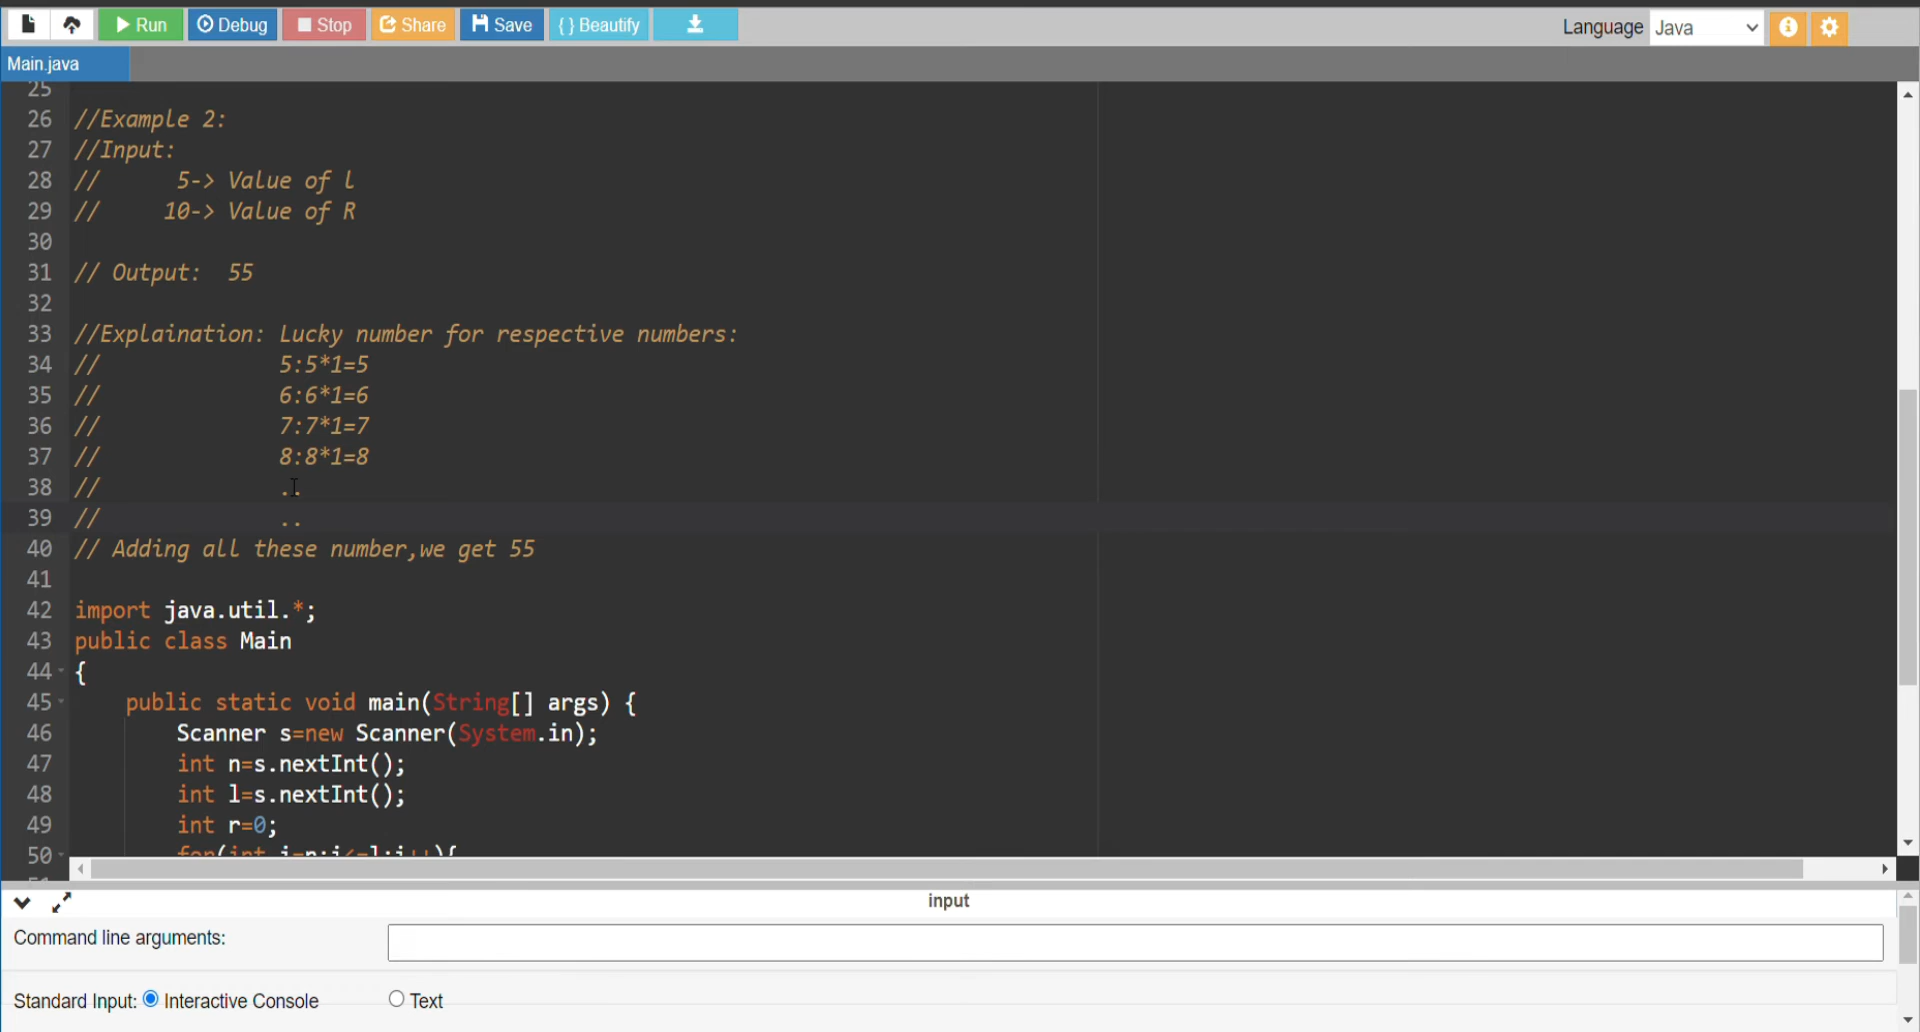 Run Debug Stop Share Save { } Beautify Language Java
Main.java
25
26 //Example 2:
27 //Input:
28 // 5-> Value of l
29 // 10-> Value of R
30
31 // Output: 55
32
33 //Explaination: Lucky number for respective numbers:
34 // 5:5*1=5
35 // 6:6*1=6
36 // 7:7*1=7
37 // 8:8*1=8
38 // ..
39 // ..
40 // Adding all these number,we get 55
41
42 import java.util.*;
43 public class Main
44 {
45 public static void main(String[] args) {
46 Scanner s=new Scanner(System.in);
47 int n=s.nextInt();
48 int l=s.nextInt();
49 int r=0;
50 for(int i=n;i<=l;i++){
input
Command line arguments:
Standard Input: Interactive Console Text